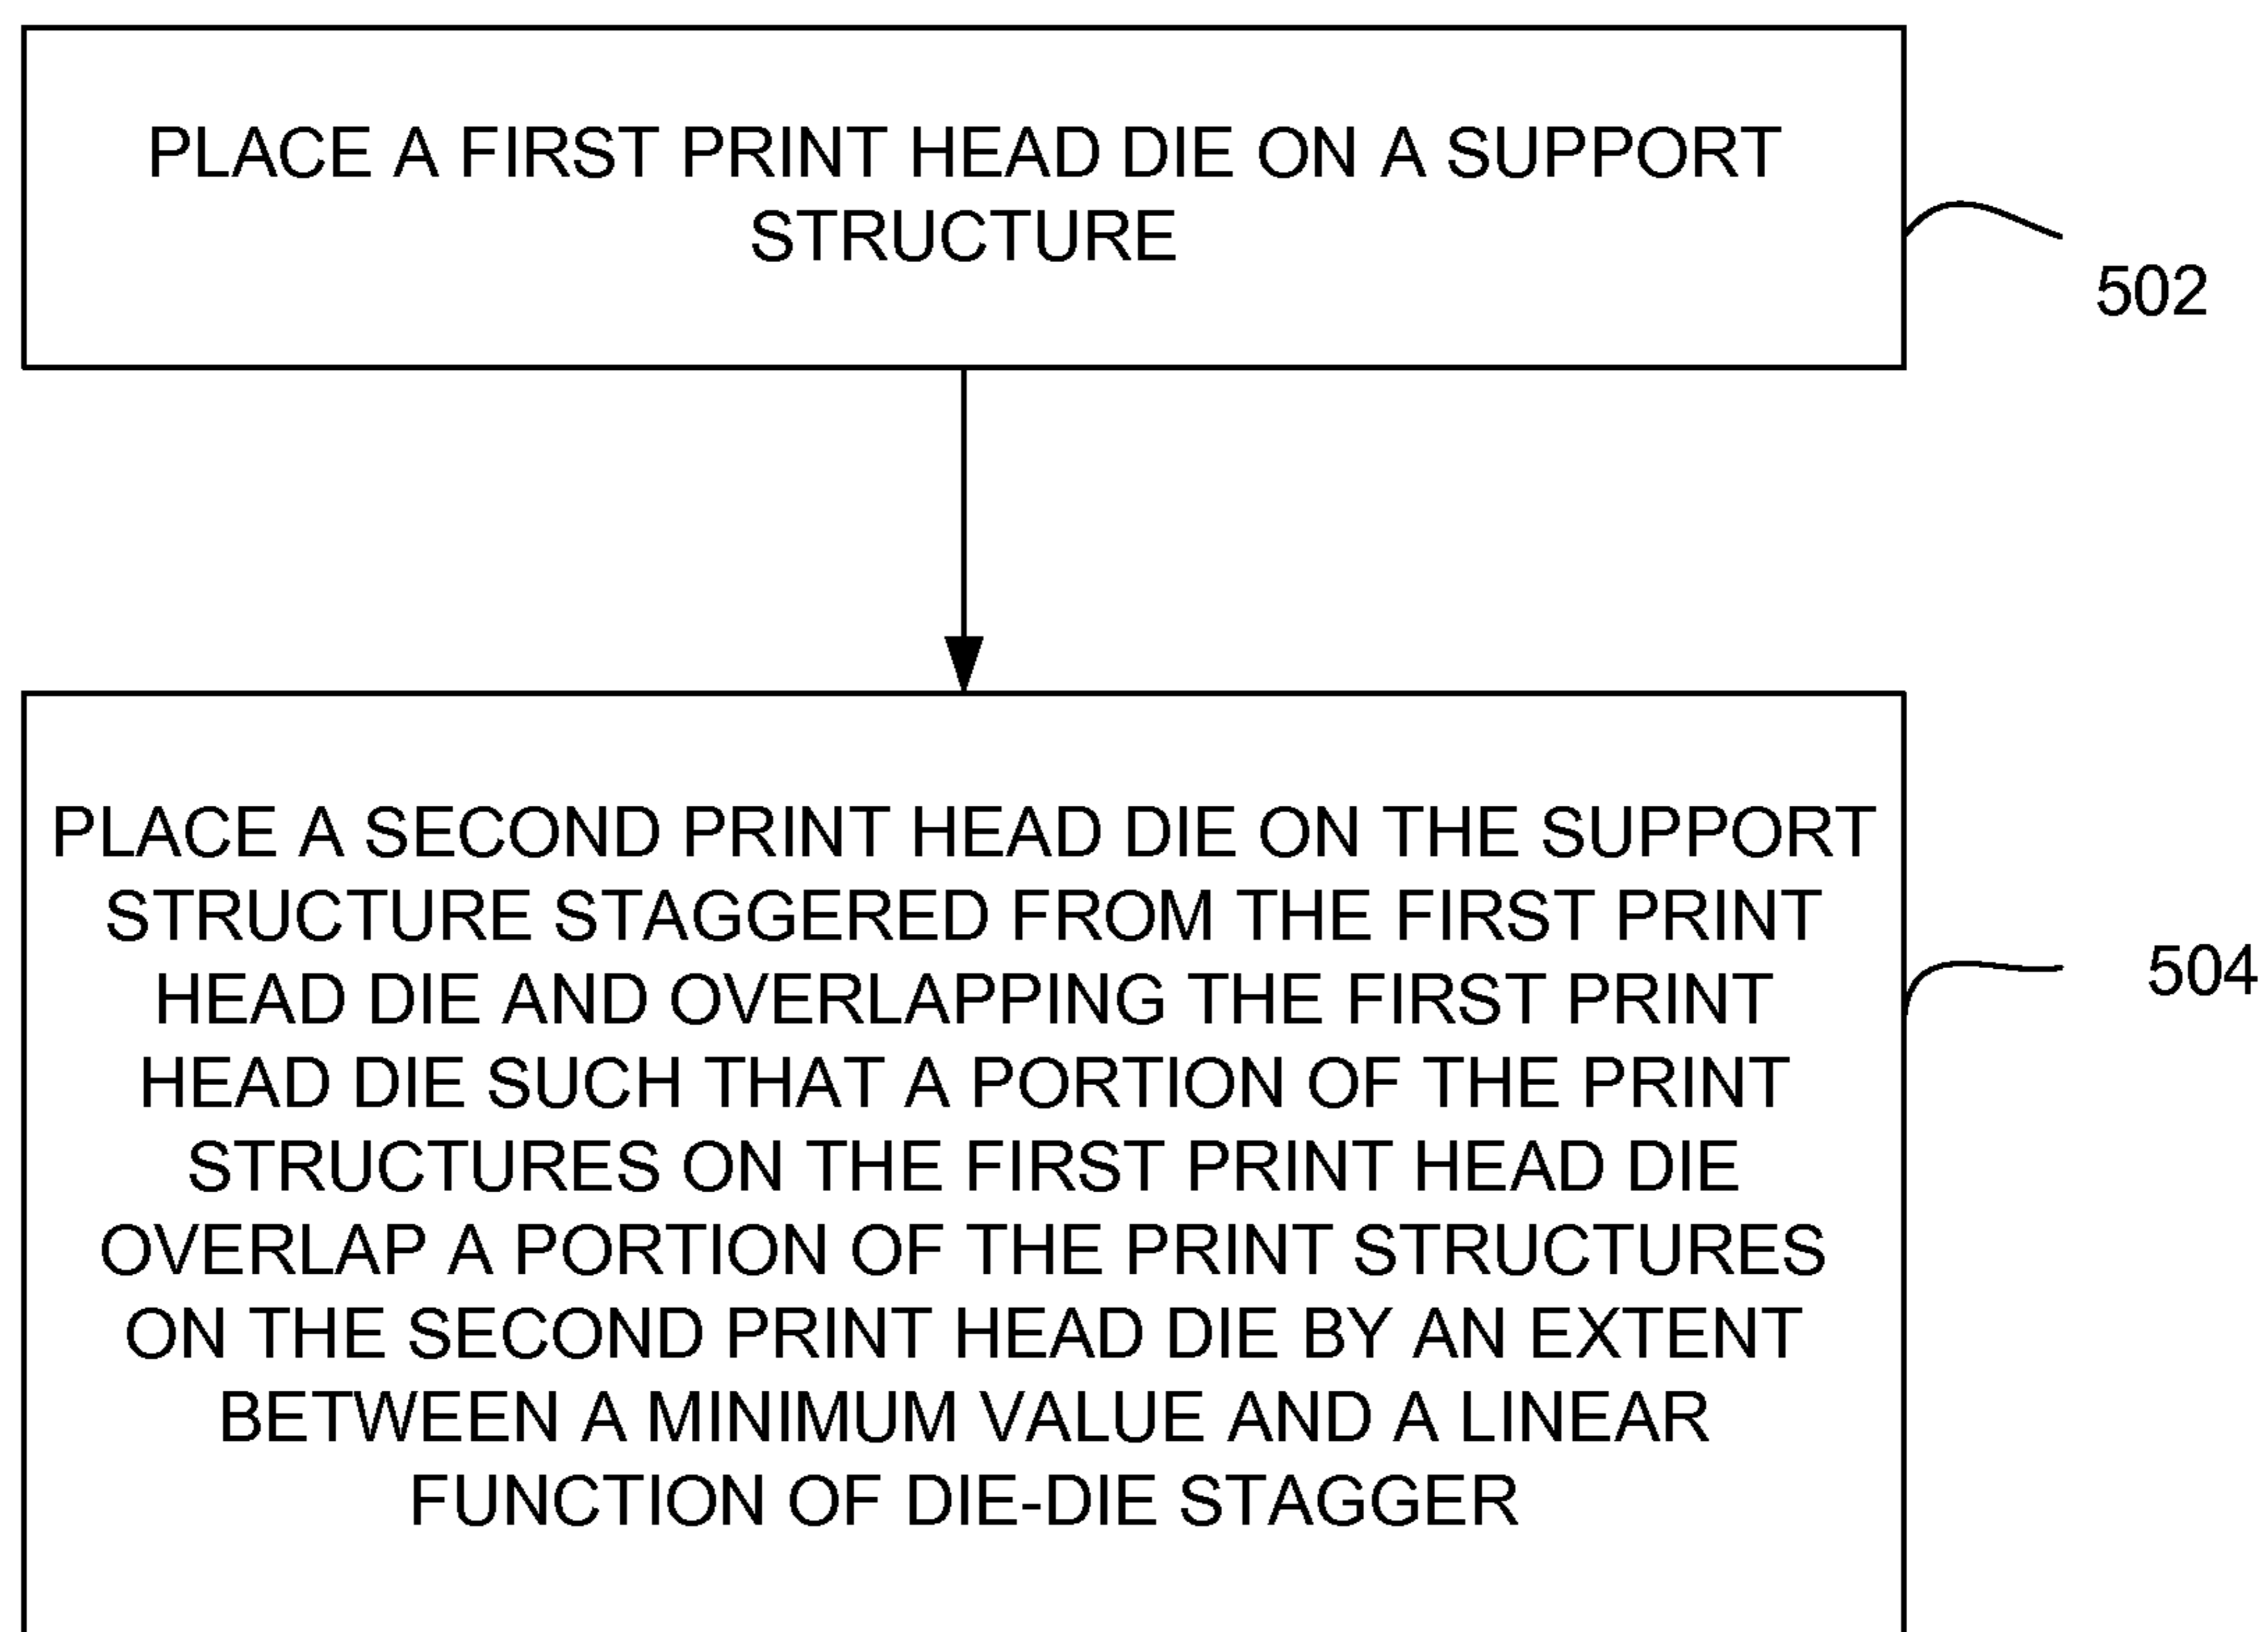 PLACE A FIRST PRINT HEAD DIE ON A SUPPORT
STRUCTURE
502
PLACE A SECOND PRINT HEAD DIE ON THE SUPPORT
STRUCTURE STAGGERED FROM THE FIRST PRINT
HEAD DIE AND OVERLAPPING THE FIRST PRINT
HEAD DIE SUCH THAT A PORTION OF THE PRINT
STRUCTURES ON THE FIRST PRINT HEAD DIE
OVERLAP A PORTION OF THE PRINT STRUCTURES
ON THE SECOND PRINT HEAD DIE BY AN EXTENT
BETWEEN A MINIMUM VALUE AND A LINEAR
FUNCTION OF DIE-DIE STAGGER
504